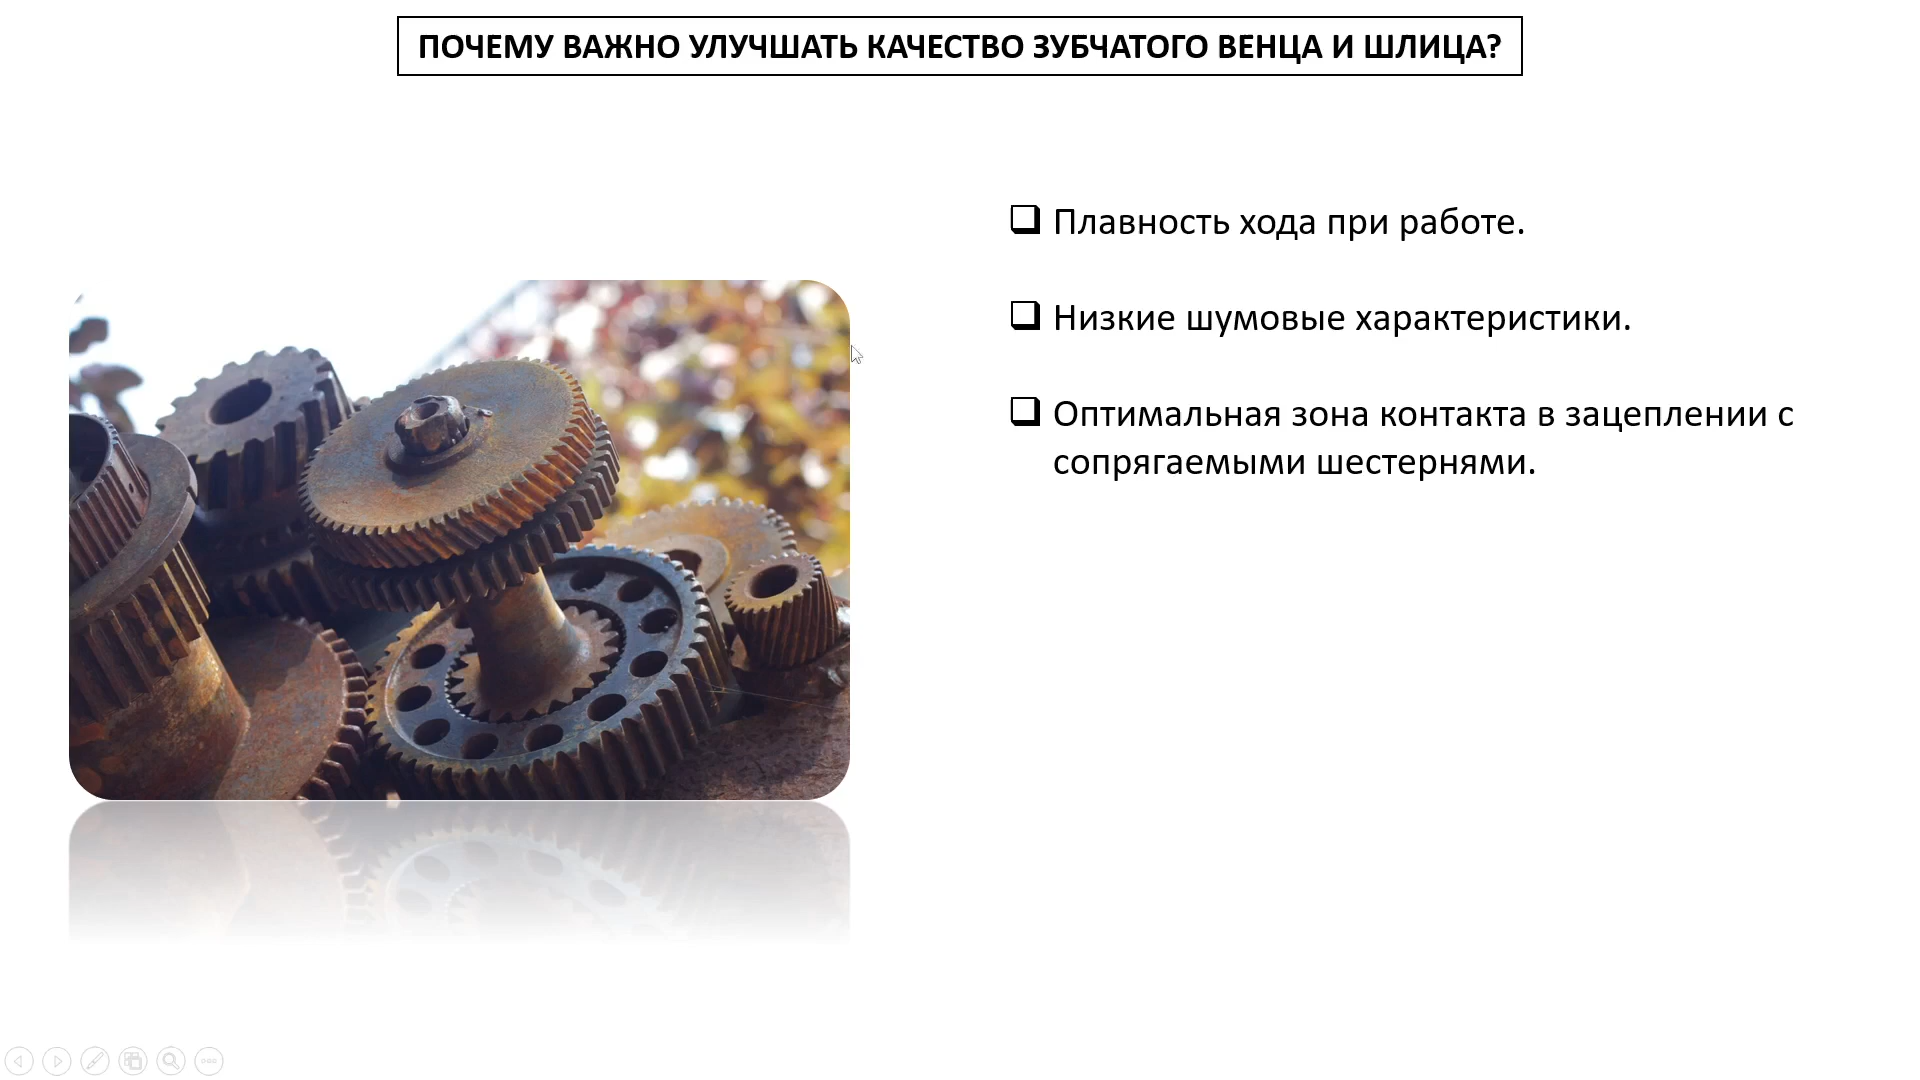 ПОЧЕМУ ВАЖНО УЛУЧШАТЬ КАЧЕСТВО ЗУБЧАТОГО ВЕНЦА И ШЛИЦА?
Плавность хода при работе.
Низкие шумовые характеристики.
Оптимальная зона контакта в зацеплении с
сопрягаемыми шестернями.